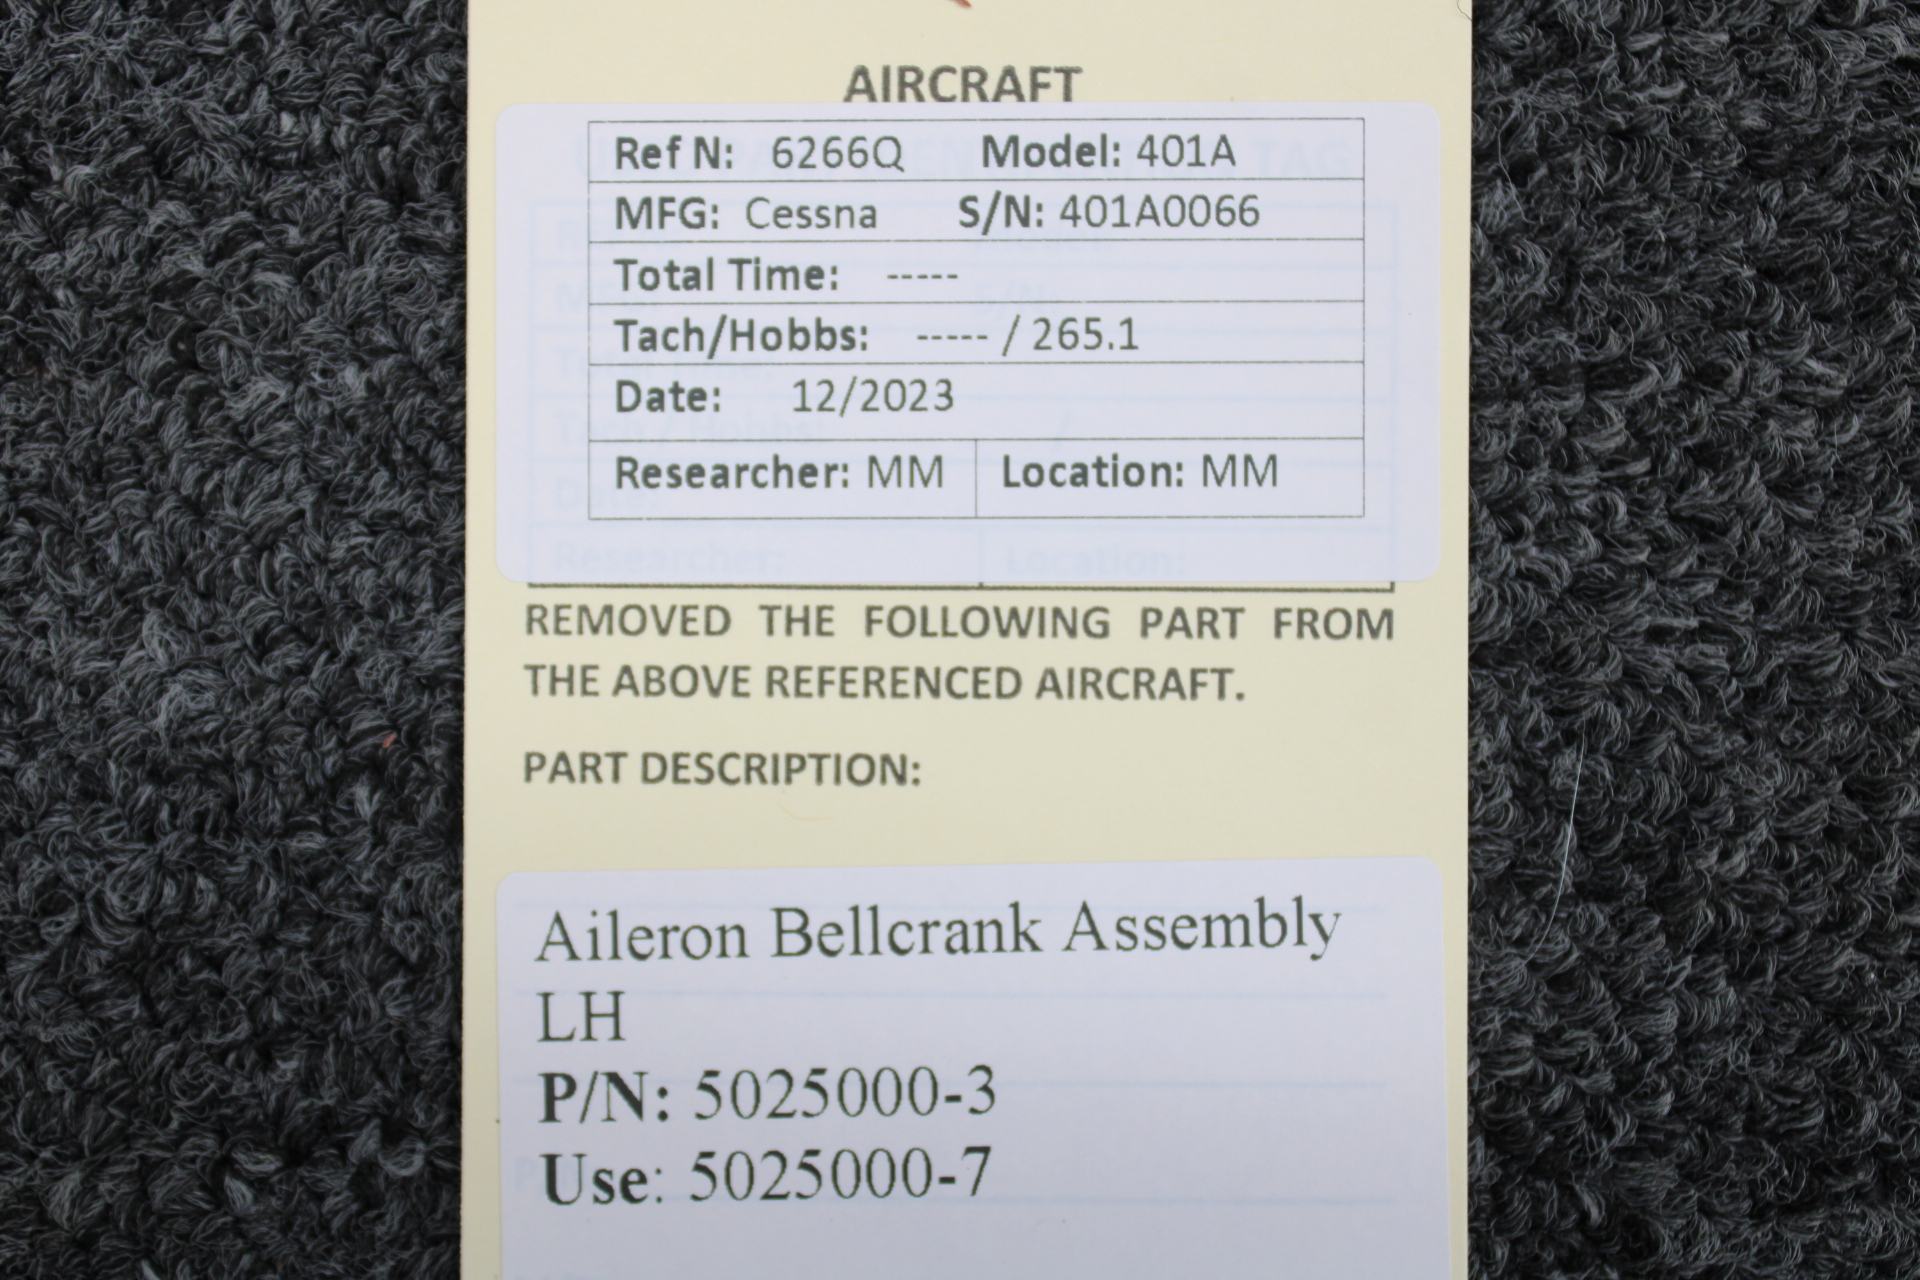 AIRCRAFT
Ref N: 6266Q Model: 401A
MFG: Cessna S/N: 401A0066
Total Time: -----
Tach/Hobbs: ----- / 265.1
Date: 12/2023
Researcher: MM Location: MM
Researcher: Location:
REMOVED THE FOLLOWING PART FROM
THE ABOVE REFERENCED AIRCRAFT.
PART DESCRIPTION:
Aileron Bellcrank Assembly
LH
P/N: 5025000-3
Use: 5025000-7